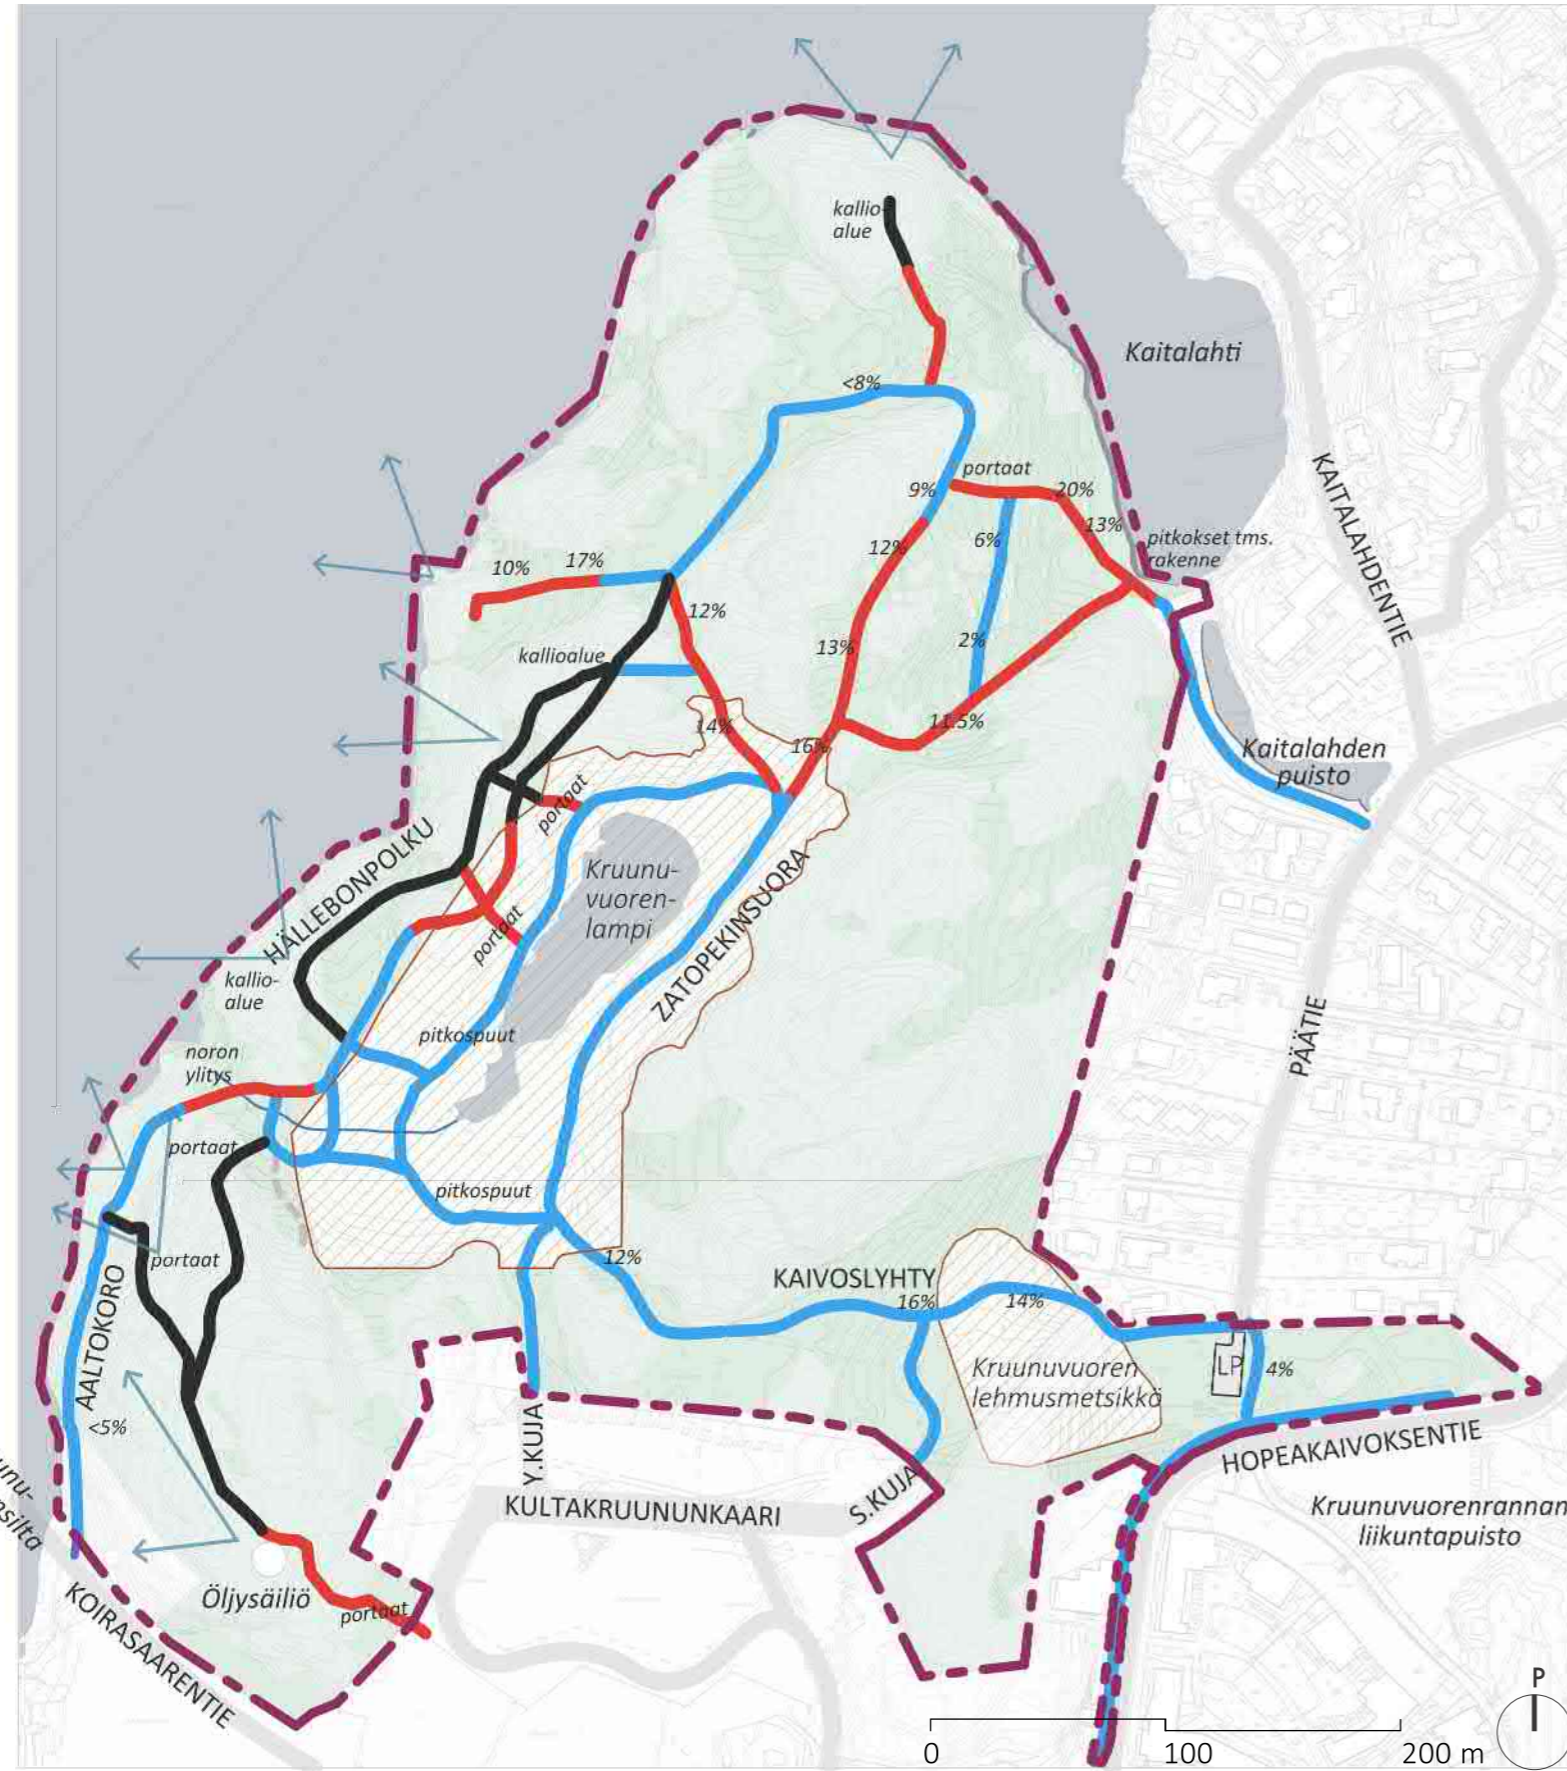 kallio-
alue
<8%
Kaitalahti
KAITALAHDENTIE
portaat
9%
20%
13%
12%
6%
pitkokset tms.
rakenne
10%
17%
12%
2%
13%
kallioalue
14%
16%
11.5%
Kaitalahden
puisto
portaat
HÄLLEBONPOLKU
Kruunu-
vuoren-
lampi
ZATOPEKINSUORA
portaat
kallio-
alue
pitkospuut
PÄÄTIE
noron
ylitys
portaat
pitkospuut
portaat
12%
KAIVOSLYHTY
16%
14%
AALTOKORO
Kruunuvuoren
lehmusmetsikkö
LP
4%
<5%
Y.KUJA
S.KUJA
HOPEAKAIVOKSENTIE
KULTAKRUUNUNKAARI
Kruunuvuorenrannan
liikuntapuisto
KOIRASAARENTIE
Öljysäiliö
portaat
P
0
100
200 m